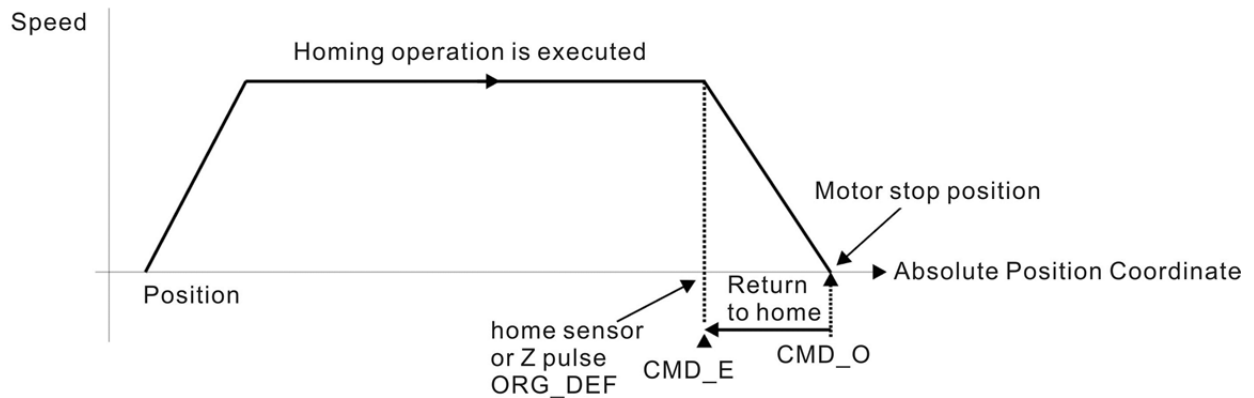 Speed
Homing operation is executed
Motor stop position
Absolute Position Coordinate
Position
Return
to home
home sensor
or Z pulse
ORG_DEF
CMD_E
CMD_O